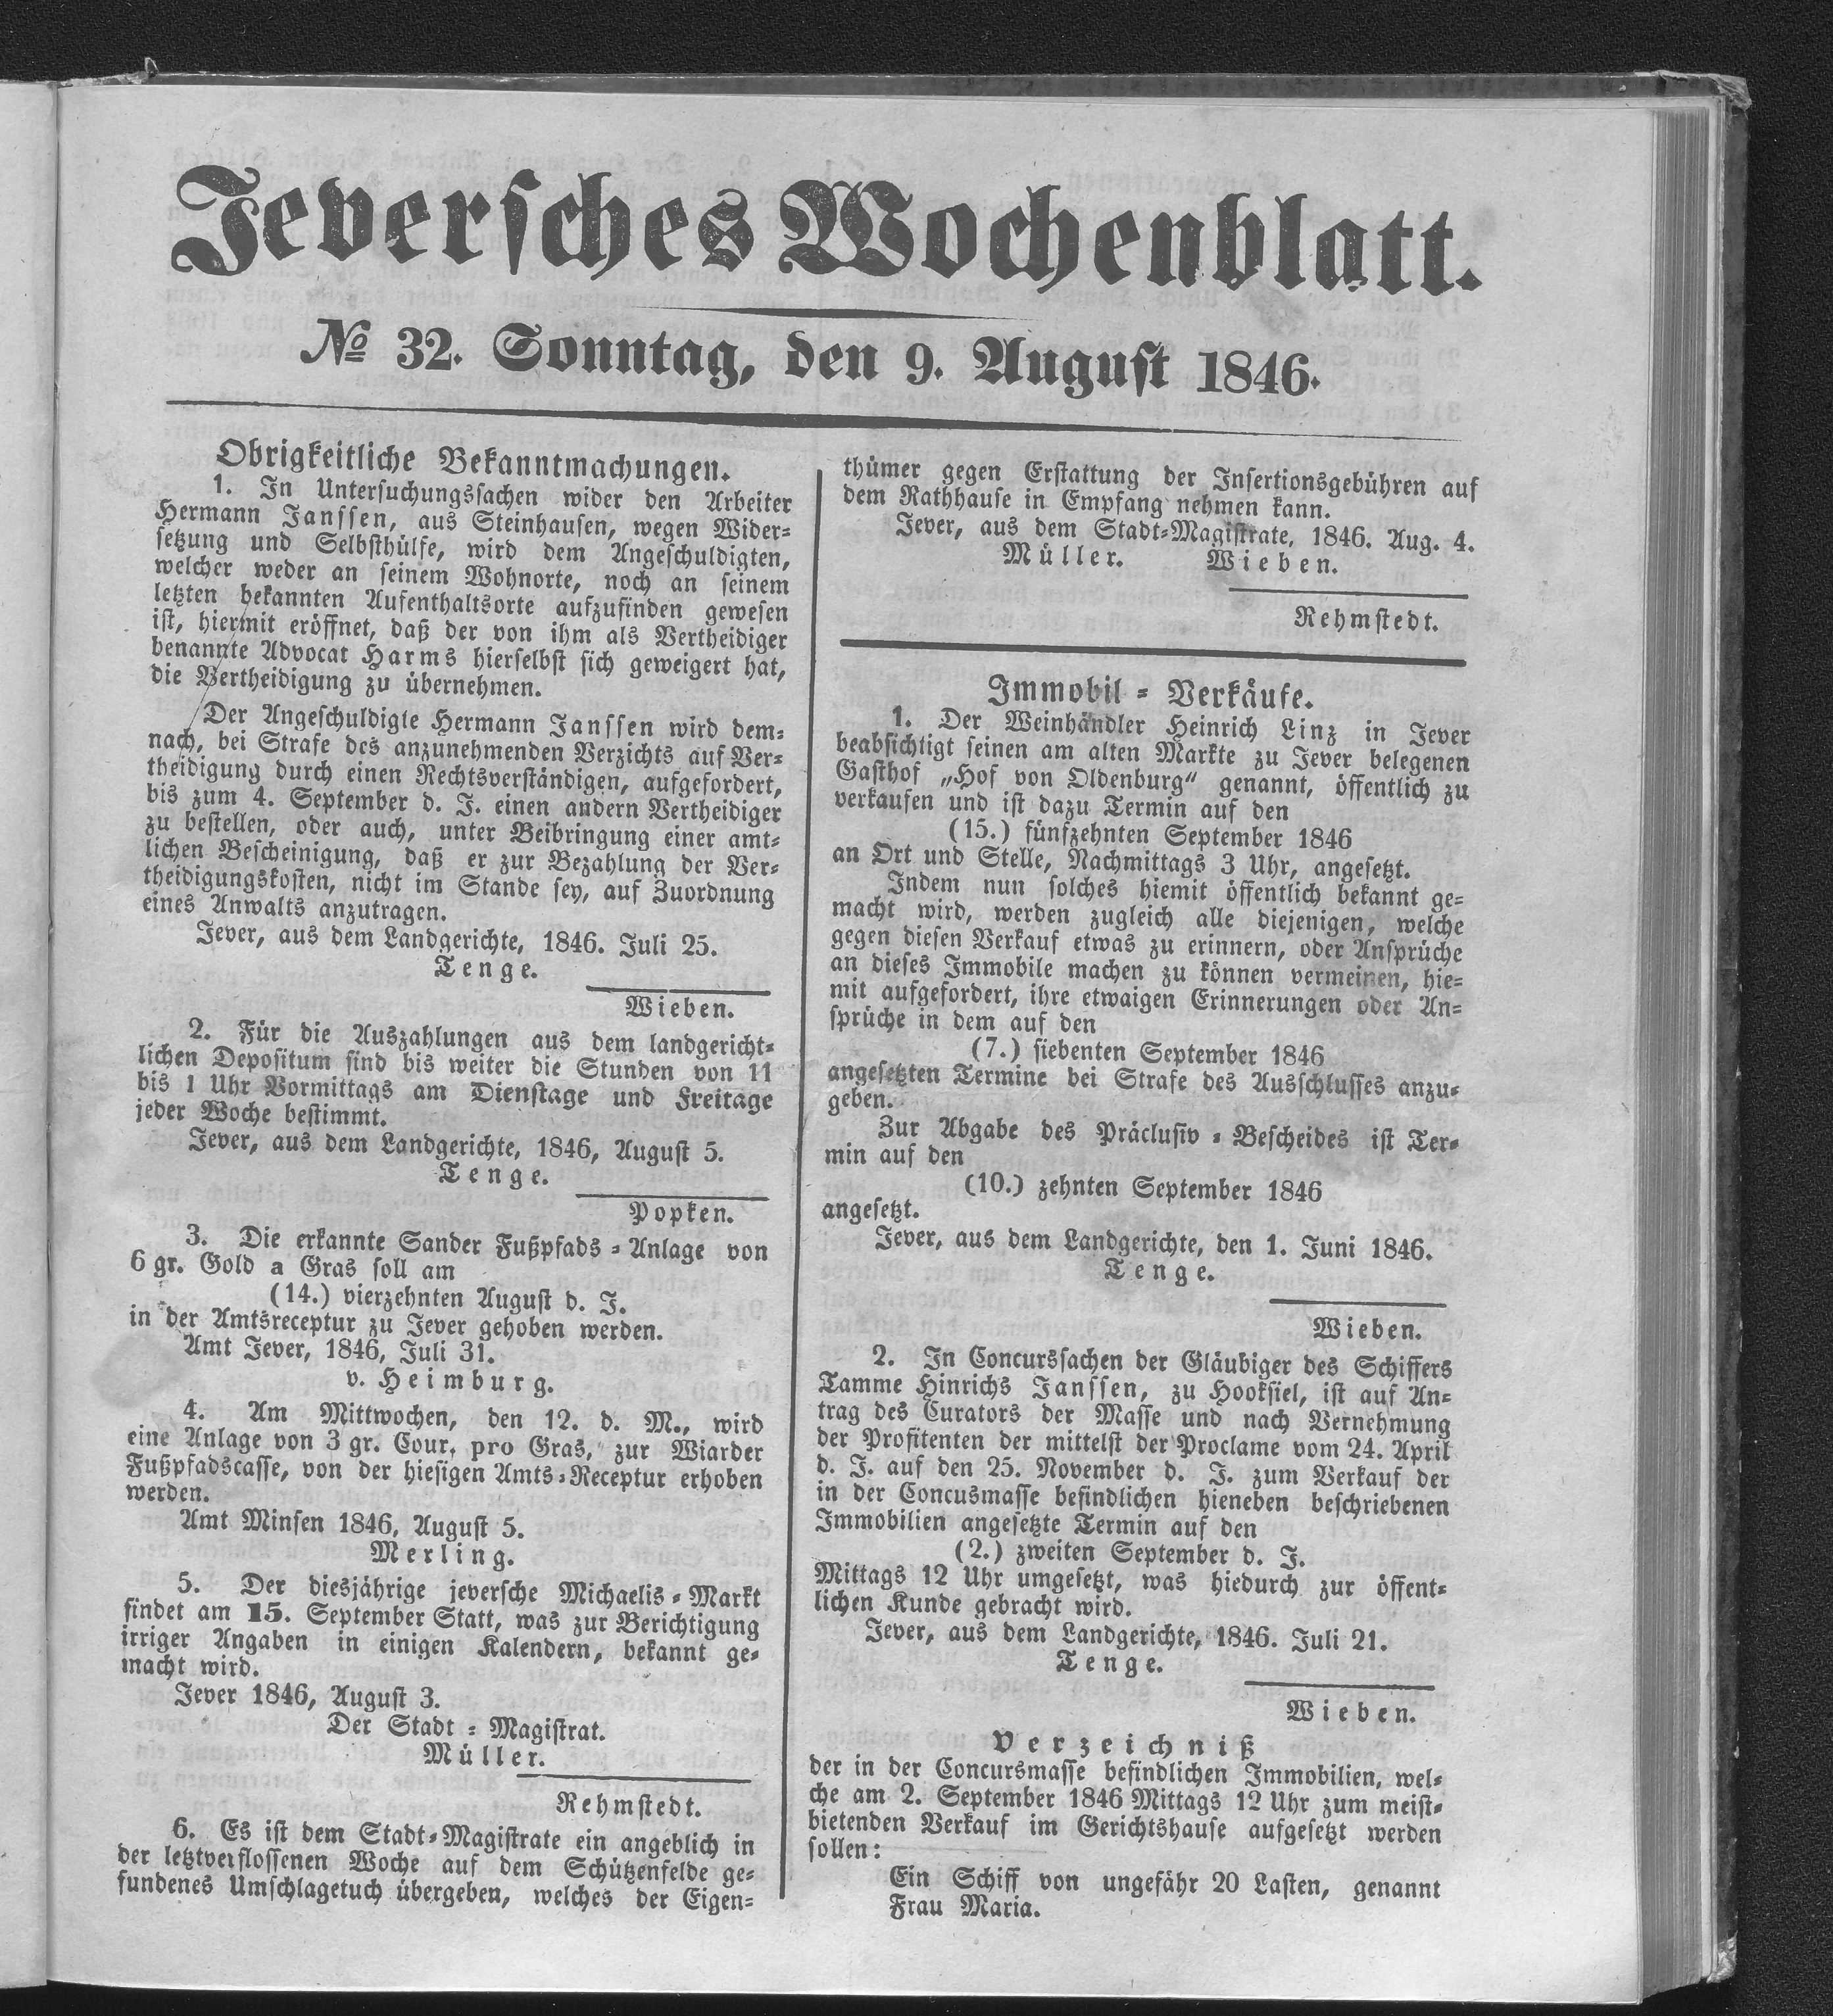 Jeversches Wochenblatt.
No 32. Sonntag, den 9. August 1846.
Obrigkeitliche Bekanntmachungen.
1. In Untersuchungssachen wider den Arbeiter
Hermann Janssen, aus Steinhausen, wegen Wider-
setzung und Selbsthülfe, wird dem Angeschuldigten,
welcher weder an seinem Wohnorte, noch an seinem
letzten bekannten Aufenthaltsorte aufzufinden gewesen
ist, hiermit eröffnet, daß der von ihm als Vertheidiger
benannte Advocat Harms hierselbst sich geweigert hat,
die Vertheidigung zu übernehmen.
Der Angeschuldigte Hermann Janssen wird dem-
nach, bei Strafe des anzunehmenden Verzichts auf Ver-
theidigung durch einen Rechtsverständigen, aufgefordert,
bis zum 4. September d. J. einen andern Vertheidiger
zu bestellen, oder auch, unter Beibringung einer amt-
lichen Bescheinigung, daß er zur Bezahlung der Ver-
theidigungskosten, nicht im Stande sey, auf Zuordnung
eines Anwalts anzutragen.
Jever, aus dem Landgerichte, 1846. Juli 25.
Tenge.
Wieben.
2. Für die Auszahlungen aus dem landgericht-
lichen Depositum sind bis weiter die Stunden von 11
bis 1 Uhr Vormittags am Dienstage und Freitage
jeder Woche bestimmt.
Jever, aus dem Landgerichte, 1846, August 5.
Tenge.
Popken.
3. Die erkannte Sander Fußpfads-Anlage von
6 gr. Gold a Gras soll am
(14.) vierzehnten August d. J.
in der Amtsreceptur zu Jever gehoben werden.
Amt Jever, 1846, Juli 31.
v. Heimburg.
4. Am Mittwochen, den 12. d. M., wird
eine Anlage von 3 gr. Cour. pro Gras, zur Wiarder
Fußpfadscasse, von der hiesigen Amts-Receptur erhoben
werden.
Amt Minsen 1846, August 5.
Merling.
5. Der diesjährige jeversche Michaelis-Markt
findet am 15. September Statt, was zur Berichtigung
irriger Angaben in einigen Kalendern, bekannt ge-
macht wird.
Jever 1846, August 3.
Der Stadt-Magistrat.
Müller.
Rehmstedt.
6. Es ist dem Stadt-Magistrate ein angeblich in
der letztverflossenen Woche auf dem Schützenfelde ge-
fundenes Umschlagetuch übergeben, welches der Eigen-
thümer gegen Erstattung der Insertionsgebühren auf
dem Rathhause in Empfang nehmen kann.
Jever, aus dem Stadt-Magistrate, 1846. Aug. 4.
Müller. Wieben.
Rehmstedt.
Immobil-Verkäufe.
1. Der Weinhändler Heinrich Linz in Jever
beabsichtigt seinen am alten Markte zu Jever belegenen
Gasthof „Hof von Oldenburg“ genannt, öffentlich zu
verkaufen und ist dazu Termin auf den
(15.) fünfzehnten September 1846
an Ort und Stelle, Nachmittags 3 Uhr, angesetzt.
Indem nun solches hiemit öffentlich bekannt ge-
macht wird, werden zugleich alle diejenigen, welche
gegen diesen Verkauf etwas zu erinnern, oder Ansprüche
an dieses Immobile machen zu können vermeinen, hie-
mit aufgefordert, ihre etwaigen Erinnerungen oder An-
sprüche in dem auf den
(7.) siebenten September 1846
angesetzten Termine bei Strafe des Ausschlusses anzu-
geben.
Zur Abgabe des Präclusiv-Bescheides ist Ter-
min auf den
(10.) zehnten September 1846
angesetzt.
Jever, aus dem Landgerichte, den 1. Juni 1846.
Tenge.
Wieben.
2. In Concurssachen der Gläubiger des Schiffers
Tamme Hinrichs Janssen, zu Hooksiel, ist auf An-
trag des Curators der Masse und nach Vernehmung
der Profitenten der mittelst der Proclame vom 24. April
d. J. auf den 25. November d. J. zum Verkauf der
in der Concusmasse befindlichen hieneben beschriebenen
Immobilien angesetzte Termin auf den
(2.) zweiten September d. J.
Mittags 12 Uhr umgesetzt, was hiedurch zur öffent-
lichen Kunde gebracht wird.
Jever, aus dem Landgerichte, 1846. Juli 21.
Tenge.
Wieben.
Verzeichniß
der in der Concursmasse befindlichen Immobilien, wel-
che am 2. September 1846 Mittags 12 Uhr zum meist-
bietenden Verkauf im Gerichtshause aufgesetzt werden
sollen:
Ein Schiff von ungefähr 20 Lasten, genannt
Frau Maria.